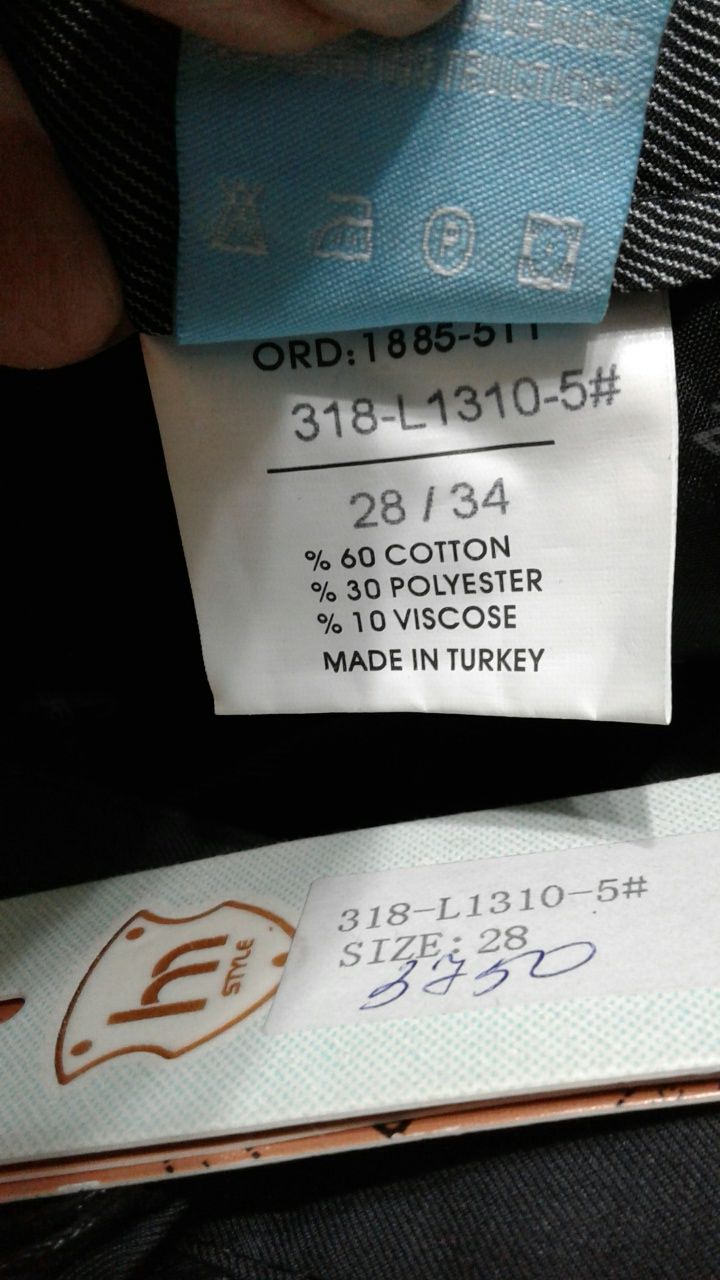 P
ORD:1885-511
318-L1310-5#
28 / 34
% 60 COTTON
% 30 POLYESTER
% 10 VISCOSE
MADE IN TURKEY
hm
STYLE
318-L1310-5#
SIZE: 28
3750